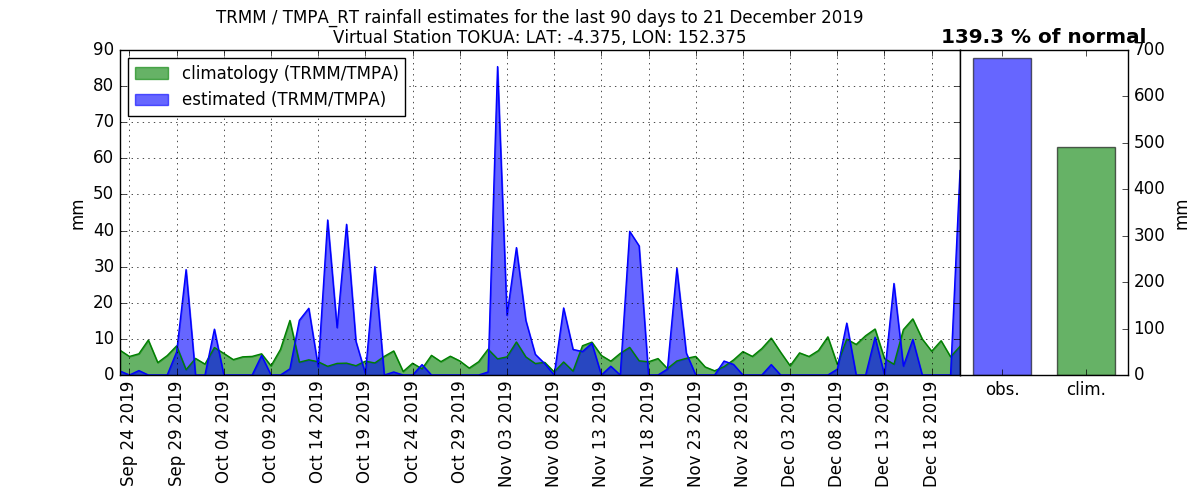 TRMM / TMPA_RT rainfall estimates for the last 90 days to 21 December 2019
Virtual Station TOKUA: LAT: -4.375, LON: 152.375
139.3 % of normal
climatology (TRMM/TMPA)
estimated (TRMM/TMPA)
90
80
70
60
50
40
30
20
10
0
mm
Sep 24 2019
Sep 29 2019
Oct 04 2019
Oct 09 2019
Oct 14 2019
Oct 19 2019
Oct 24 2019
Oct 29 2019
Nov 03 2019
Nov 08 2019
Nov 13 2019
Nov 18 2019
Nov 23 2019
Nov 28 2019
Dec 03 2019
Dec 08 2019
Dec 13 2019
Dec 18 2019
obs.
clim.
700
600
500
400
300
200
100
0
mm